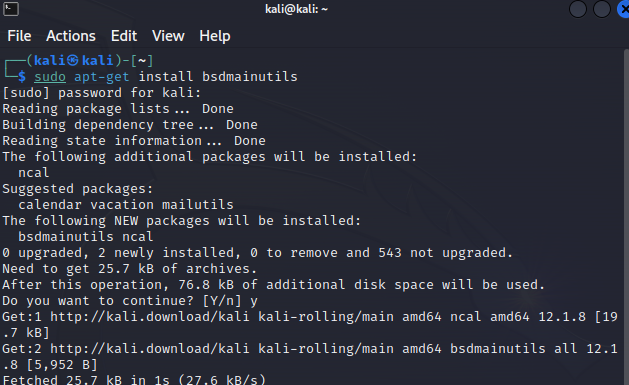 kali@kali: ~
File Actions Edit View Help
┌──(kali㉿kali)-[~]
└─$ sudo apt-get install bsdmainutils
[sudo] password for kali:
Reading package lists... Done
Building dependency tree... Done
Reading state information... Done
The following additional packages will be installed:
  ncal
Suggested packages:
  calendar vacation mailutils
The following NEW packages will be installed:
  bsdmainutils ncal
0 upgraded, 2 newly installed, 0 to remove and 543 not upgraded.
Need to get 25.7 kB of archives.
After this operation, 76.8 kB of additional disk space will be used.
Do you want to continue? [Y/n] y
Get:1 http://kali.download/kali kali-rolling/main amd64 ncal amd64 12.1.8 [19
.7 kB]
Get:2 http://kali.download/kali kali-rolling/main amd64 bsdmainutils all 12.1
.8 [5,952 B]
Fetched 25.7 kB in 1s (27.6 kB/s)